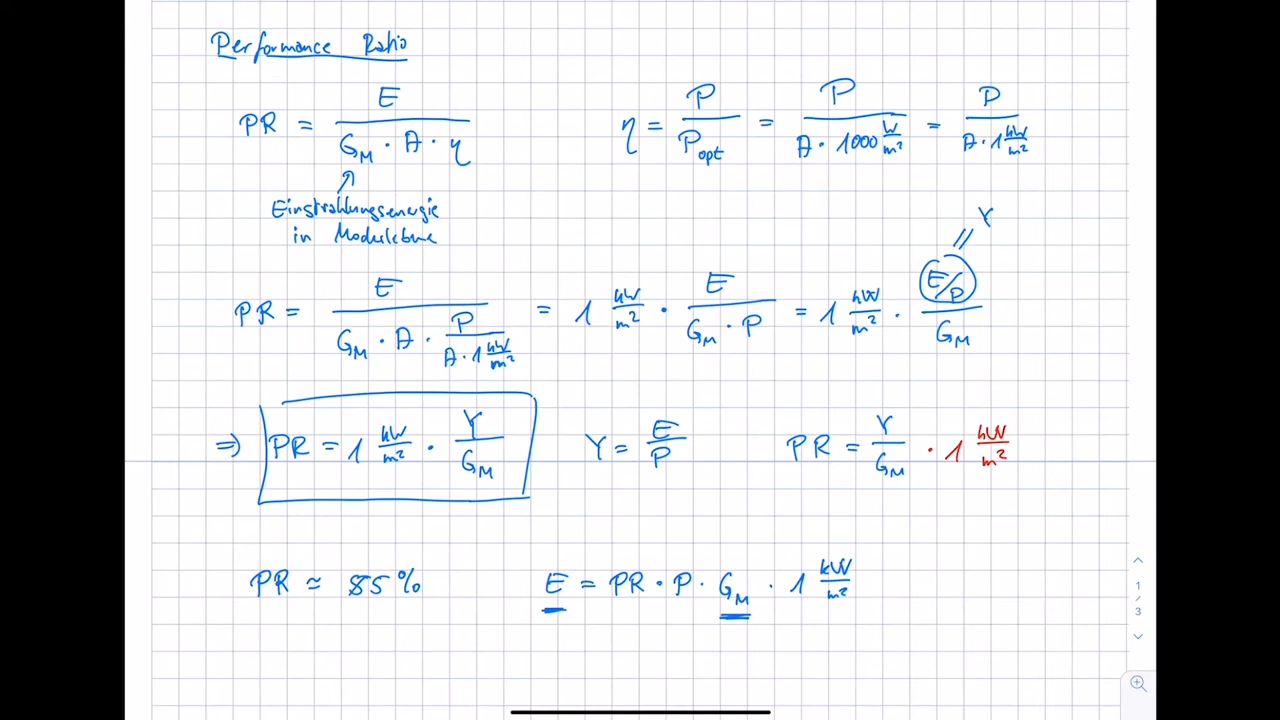 Performance Ratio
PR = E / (G_M · A · η)
η = P / P_opt = P / (A · 1000 W/m²) = P / (A · 1 kW/m²)
Einstrahlungsenergie
in Modulebene
PR = E / (G_M · A · P / (A · 1 kW/m²)) = 1 kW/m² · E / (G_M · P) = 1 kW/m² · (E/P) / G_M
= Y
⇒ PR = 1 kW/m² · Y / G_M
Y = E / P
PR = Y / G_M · 1 kW/m²
PR ≈ 85 %
E = PR · P · G_M · 1 kW/m²
1
/
3